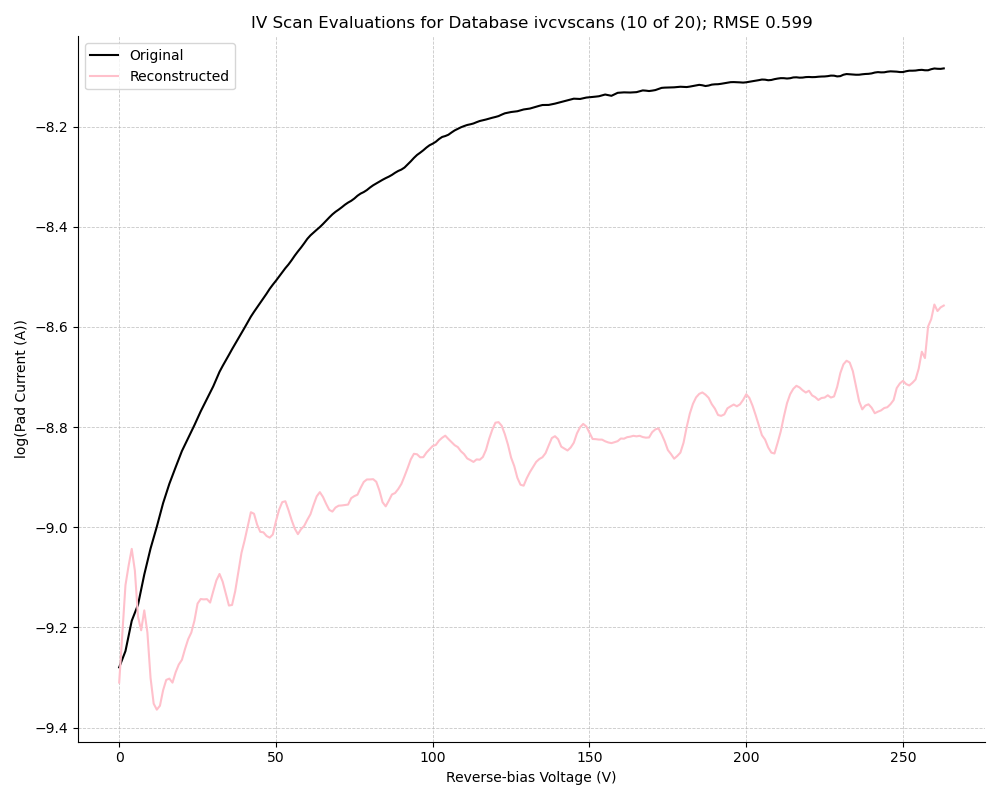 IV Scan Evaluations for Database ivcvscans (10 of 20); RMSE 0.599
Original
Reconstructed
log(Pad Current (A))
−8.2
−8.4
−8.6
−8.8
−9.0
−9.2
−9.4
0
50
100
150
200
250
Reverse-bias Voltage (V)